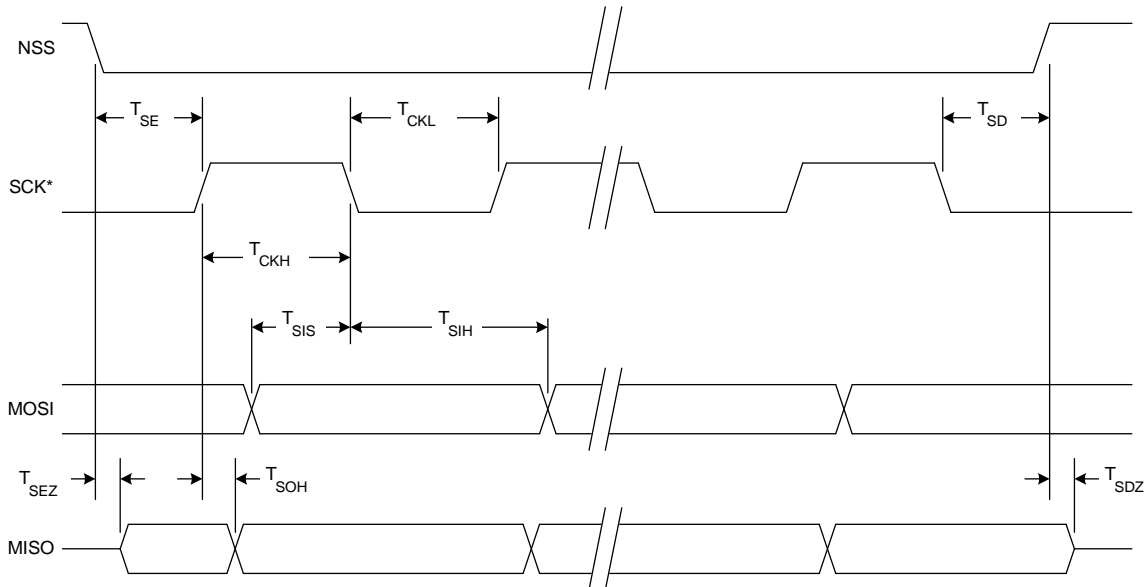 NSS
TSE
TCKL
TSD
SCK*
TCKH
TSIS
TSIH
MOSI
TSEZ
TSOH
TSDZ
MISO